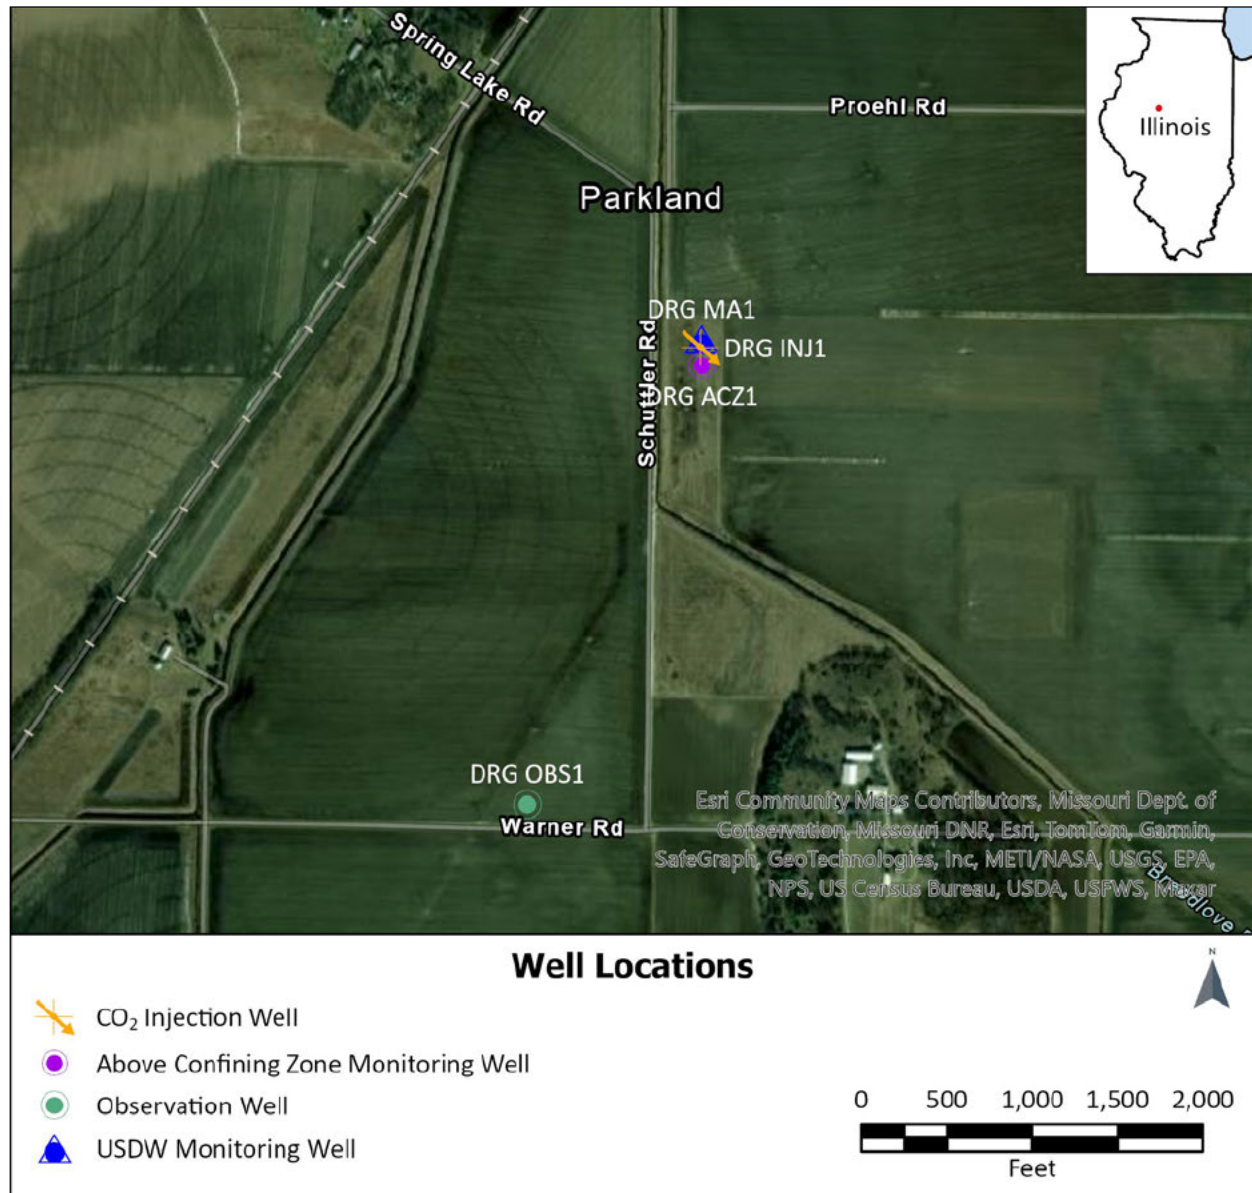 Spring Lake Rd
Proehl Rd
Illinois
Parkland
DRG MA1
DRG INJ1
Schuttler Rd
DRG ACZ1
DRG OBS1
Warner Rd
Esri Community Maps Contributors, Missouri Dept. of
Conservation, Missouri DNR, Esri, TomTom, Garmin,
SafeGraph, GeoTechnologies, Inc, METI/NASA, USGS, EPA,
NPS, US Census Bureau, USDA, USFWS, Maxar
Breedlove
Well Locations
N
CO₂ Injection Well
Above Confining Zone Monitoring Well
Observation Well
USDW Monitoring Well
0 500 1,000 1,500 2,000
Feet